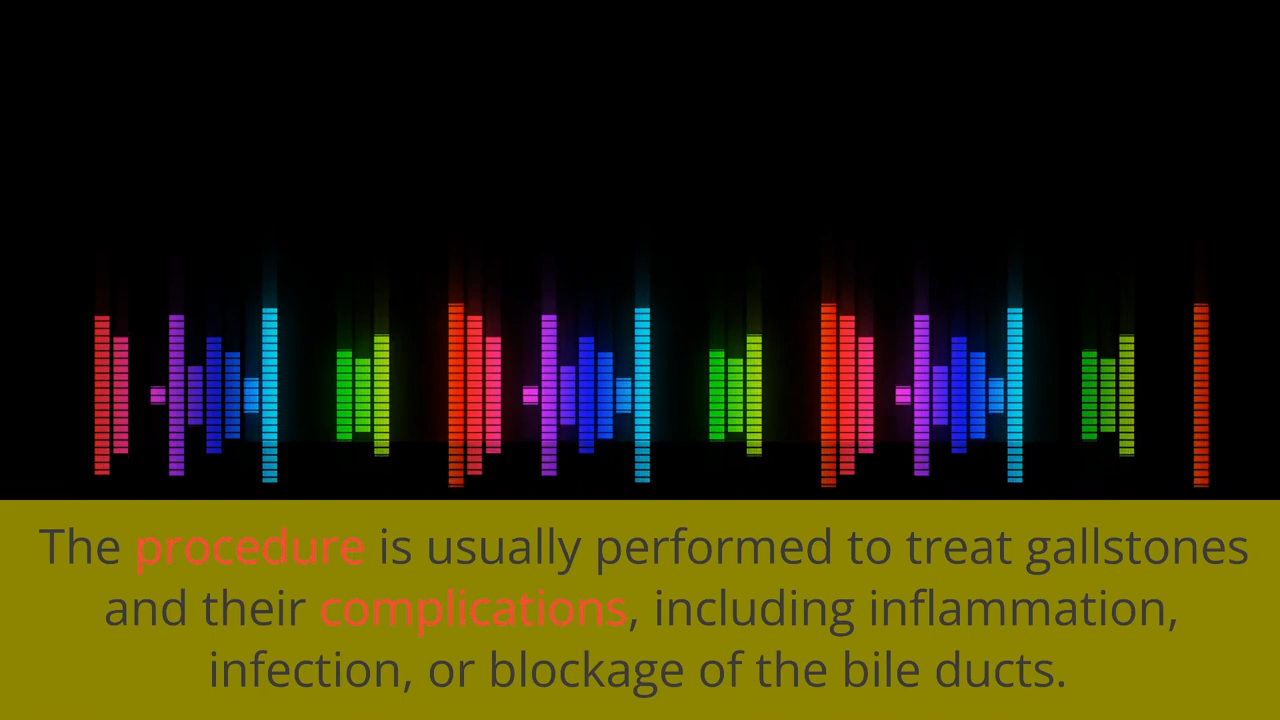 The procedure is usually performed to treat gallstones
and their complications, including inflammation,
infection, or blockage of the bile ducts.